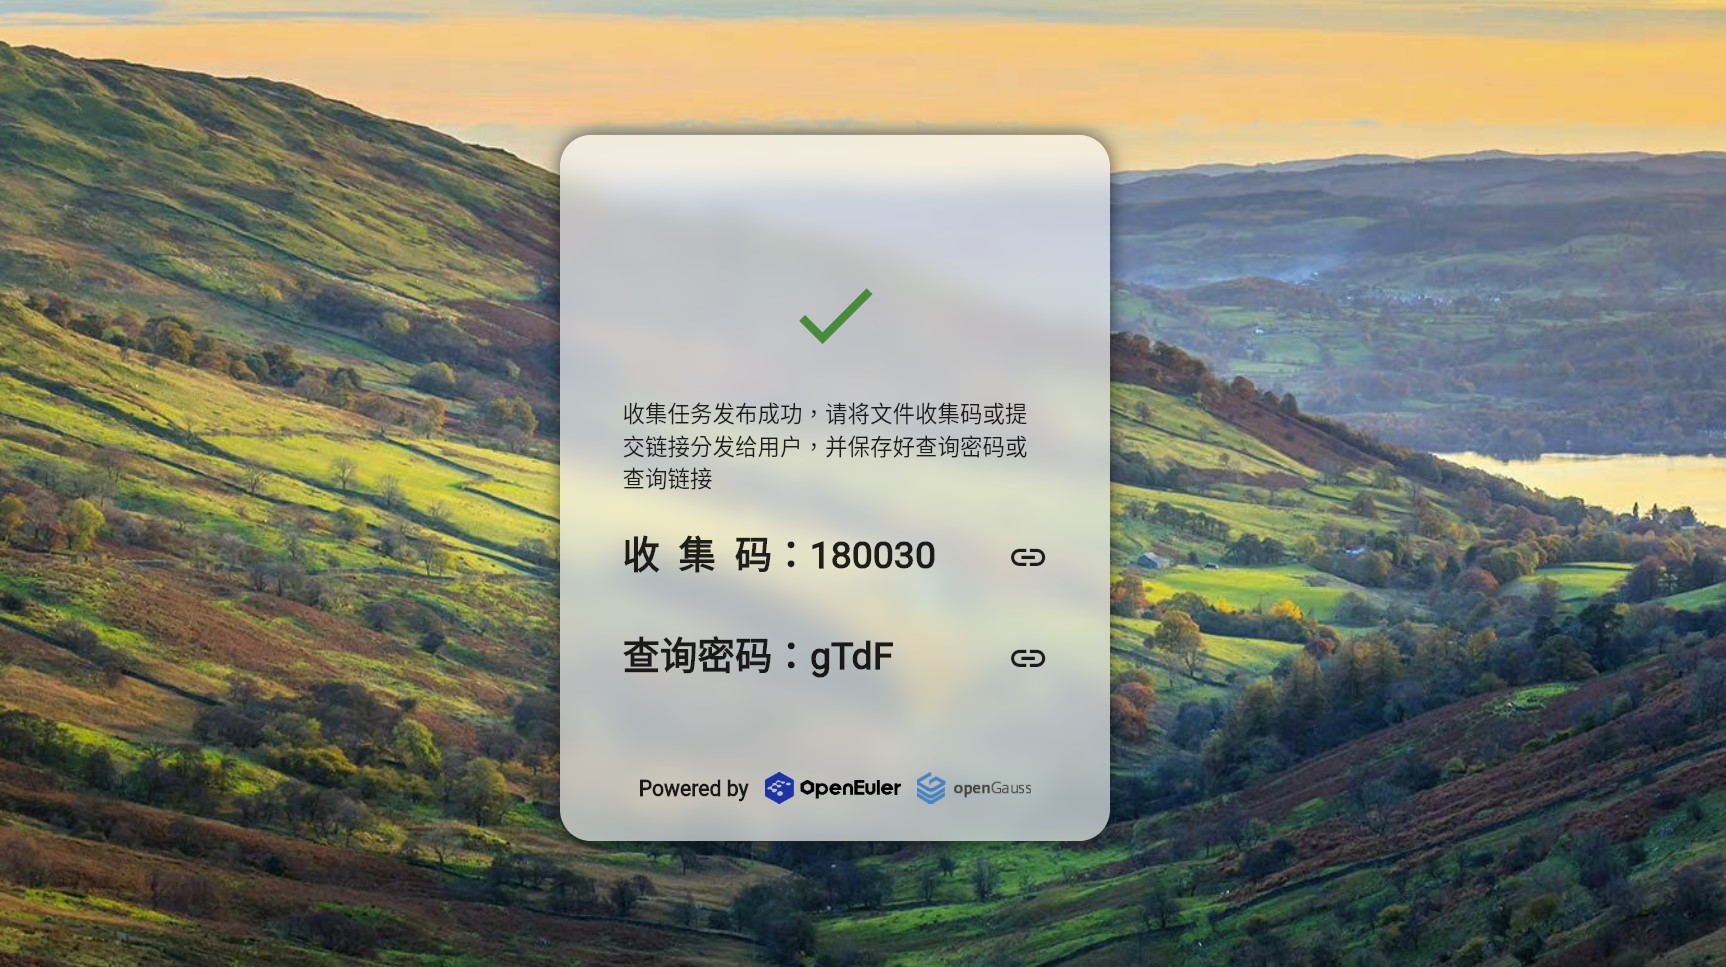 收集任务发布成功，请将文件收集码或提
交链接分发给用户，并保存好查询密码或
查询链接
收 集 码：180030
查询密码：gTdF
Powered by OpenEuler openGauss